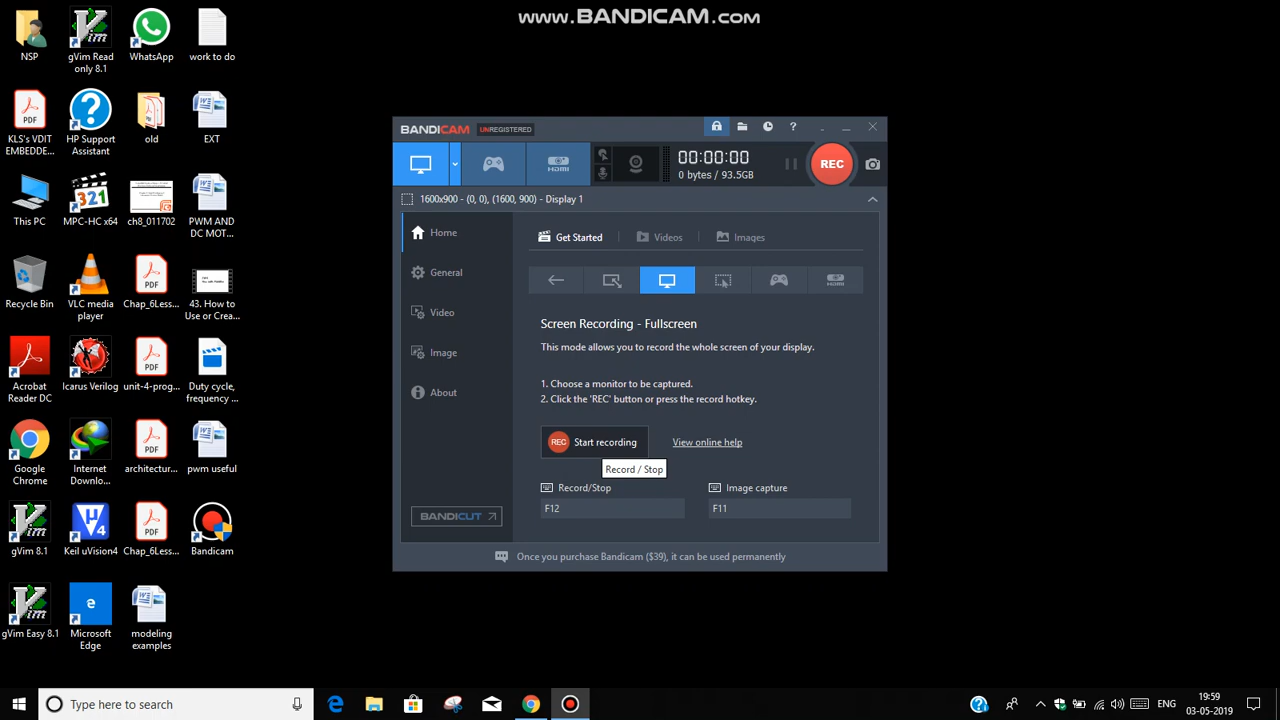 www.BANDICAM.com
NSP
gVim Read
only 8.1
WhatsApp
work to do
KLS's VDIT
EMBEDDE...
HP Support
Assistant
old
EXT
This PC
MPC-HC x64
ch8_011702
PWM AND
DC MOT...
Recycle Bin
VLC media
player
Chap_6Less...
43. How to
Use or Crea...
Acrobat
Reader DC
Icarus Verilog
unit-4-prog...
Duty cycle,
frequency ...
Google
Chrome
Internet
Downlo...
architectur...
pwm useful
gVim 8.1
Keil uVision4
Chap_6Less...
Bandicam
gVim Easy 8.1
Microsoft
Edge
modeling
examples
BANDICAM UNREGISTERED
00:00:00
0 bytes / 93.5GB
REC
1600x900 - (0, 0), (1600, 900) - Display 1
Home
General
Video
Image
About
BANDICUT
Get Started
Videos
Images
Screen Recording - Fullscreen
This mode allows you to record the whole screen of your display.
1. Choose a monitor to be captured.
2. Click the 'REC' button or press the record hotkey.
REC Start recording
View online help
Record / Stop
Record/Stop
Image capture
F12
F11
Once you purchase Bandicam ($39), it can be used permanently
Type here to search
ENG
19:59
03-05-2019